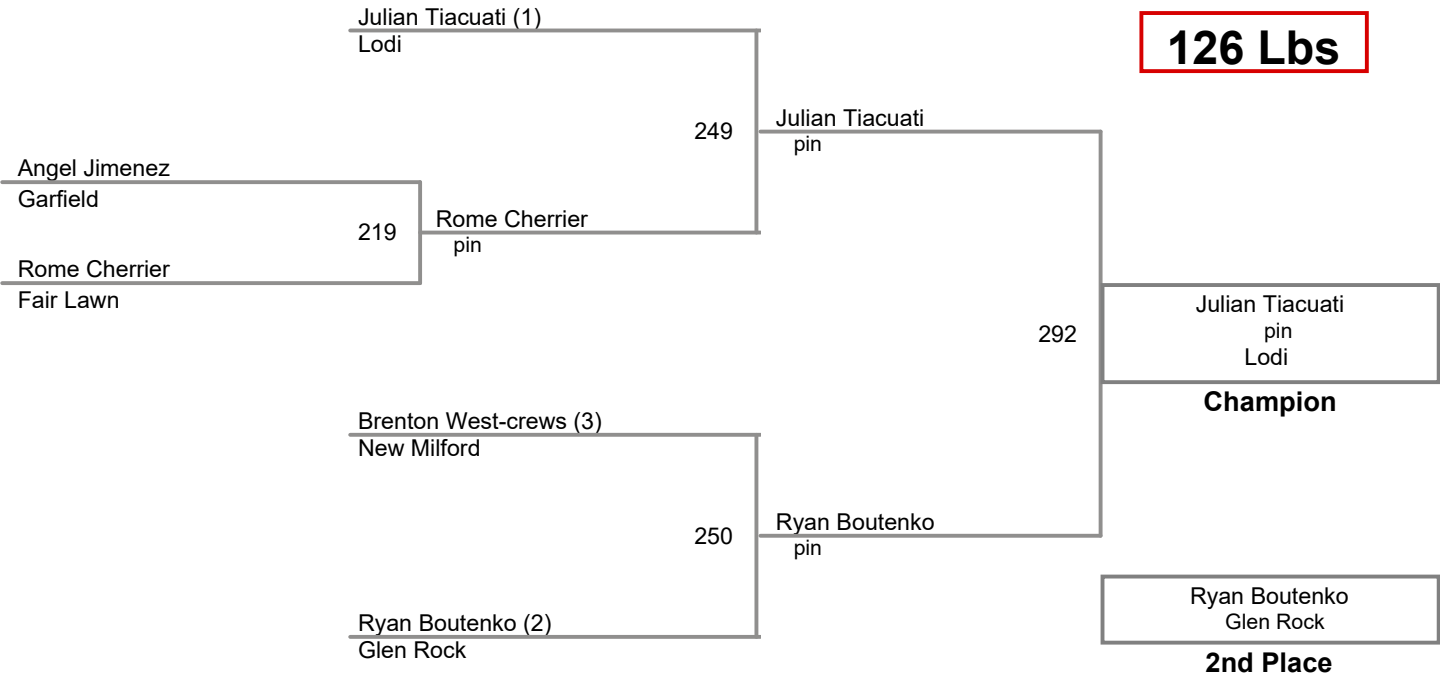 Julian Tiacuati (1)
Lodi
126 Lbs
249
Julian Tiacuati
pin
Angel Jimenez
Garfield
219
Rome Cherrier
pin
Rome Cherrier
Fair Lawn
292
Julian Tiacuati
pin
Lodi
Champion
Brenton West-crews (3)
New Milford
250
Ryan Boutenko
pin
Ryan Boutenko (2)
Glen Rock
Ryan Boutenko
Glen Rock
2nd Place